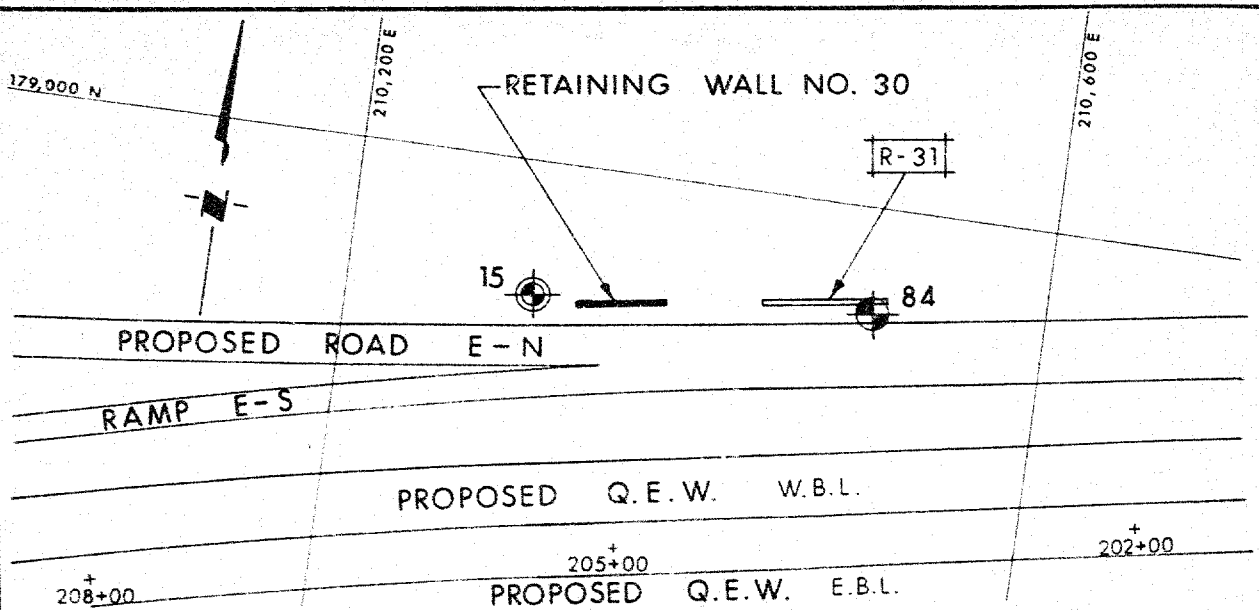 179,000 N
210,200 E
210,600 E
RETAINING WALL NO. 30
R-31
15
84
PROPOSED ROAD E-N
RAMP E-S
PROPOSED Q.E.W. W.B.L.
202+00
205+00
208+00
PROPOSED Q.E.W. E.B.L.